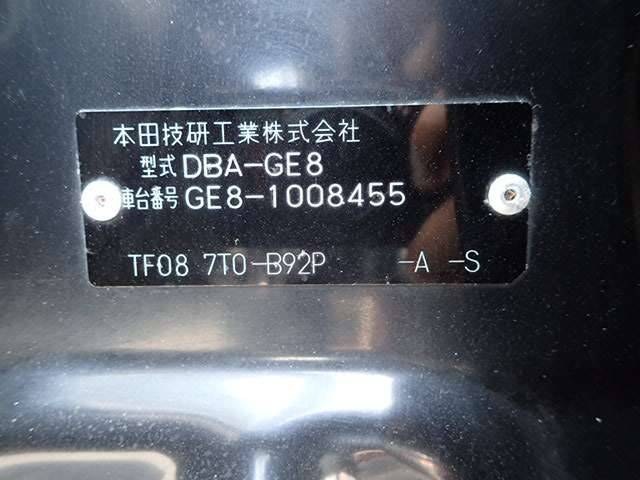 本田技研工業株式会社
型式 DBA-GE8
車台番号 GE8-1008455
TF08 7T0-B92P -A -S